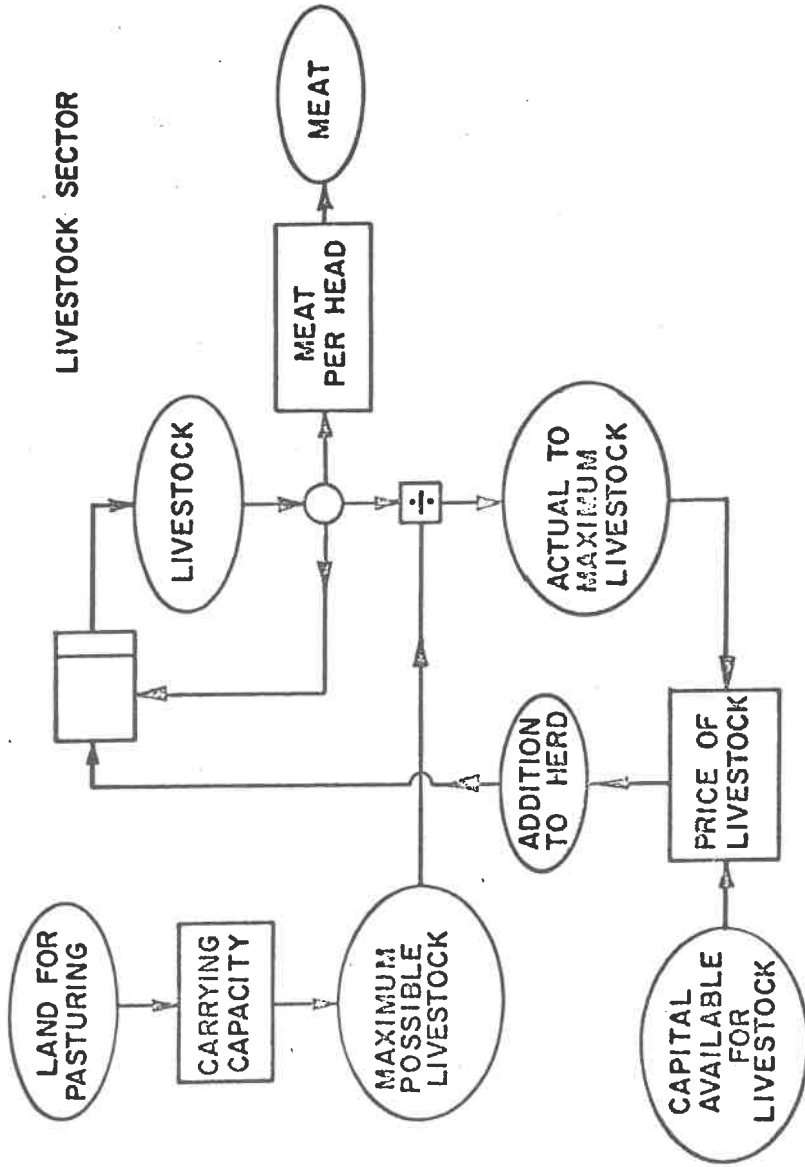 LIVESTOCK SECTOR
LAND FOR
PASTURING
CARRYING
CAPACITY
MAXIMUM
POSSIBLE
LIVESTOCK
CAPITAL
AVAILABLE
FOR
LIVESTOCK
PRICE OF
LIVESTOCK
ADDITION
TO HERD
LIVESTOCK
÷
ACTUAL TO
MAXIMUM
LIVESTOCK
MEAT
PER HEAD
MEAT